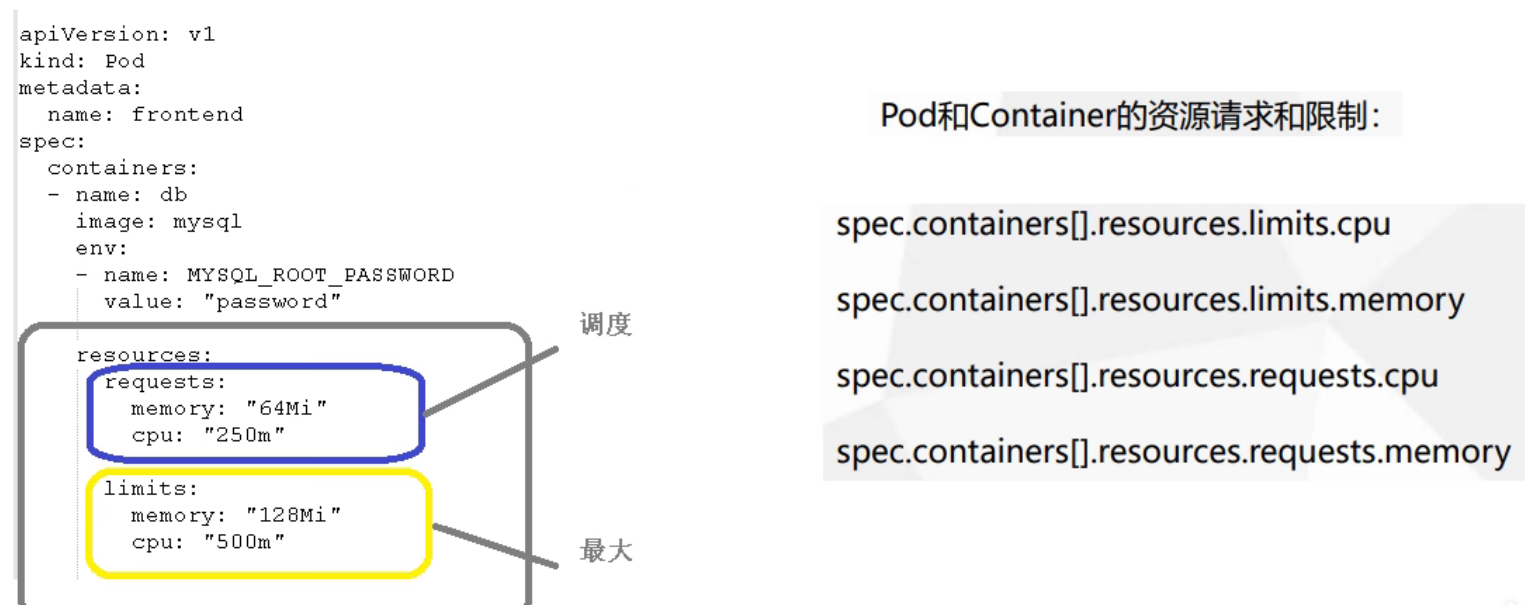 apiVersion: v1
kind: Pod
metadata:
  name: frontend
spec:
  containers:
  - name: db
    image: mysql
    env:
    - name: MYSQL_ROOT_PASSWORD
      value: "password"
    resources:
      requests:
        memory: "64Mi"
        cpu: "250m"
      limits:
        memory: "128Mi"
        cpu: "500m"
调度
最大
Pod和Container的资源请求和限制：
spec.containers[].resources.limits.cpu
spec.containers[].resources.limits.memory
spec.containers[].resources.requests.cpu
spec.containers[].resources.requests.memory